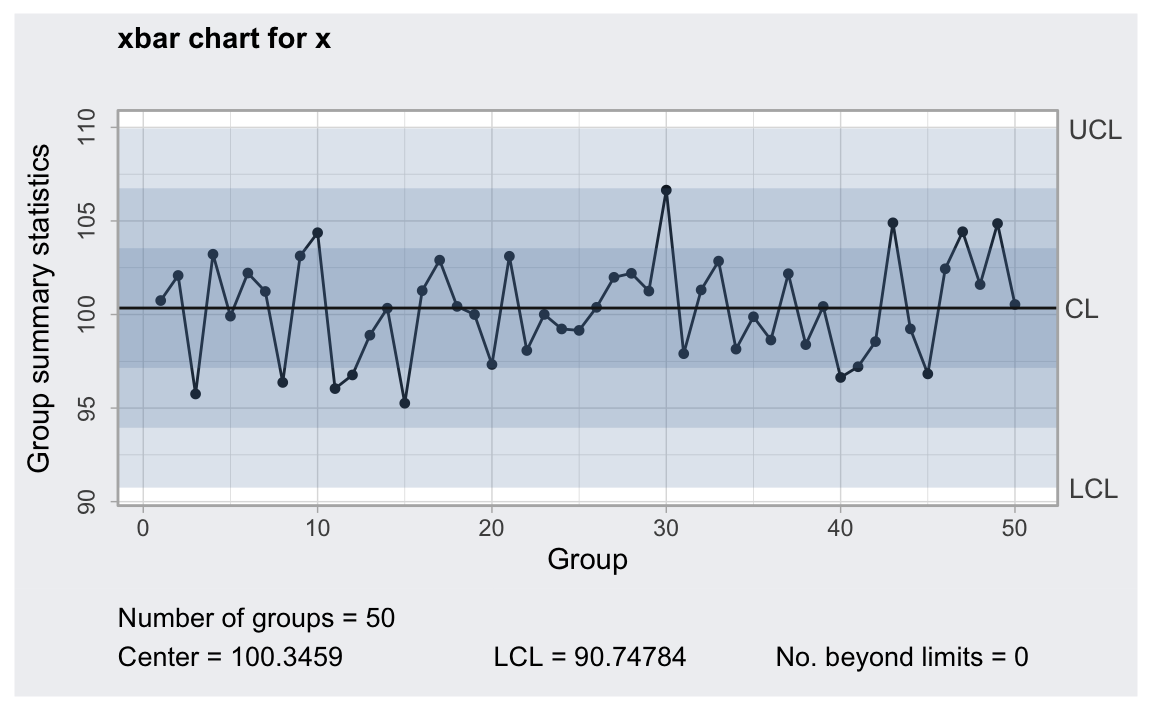 xbar chart for x
Group summary statistics
110
105
100
95
90
UCL
CL
LCL
0 10 20 30 40 50
Group
Number of groups = 50
Center = 100.3459 LCL = 90.74784 No. beyond limits = 0